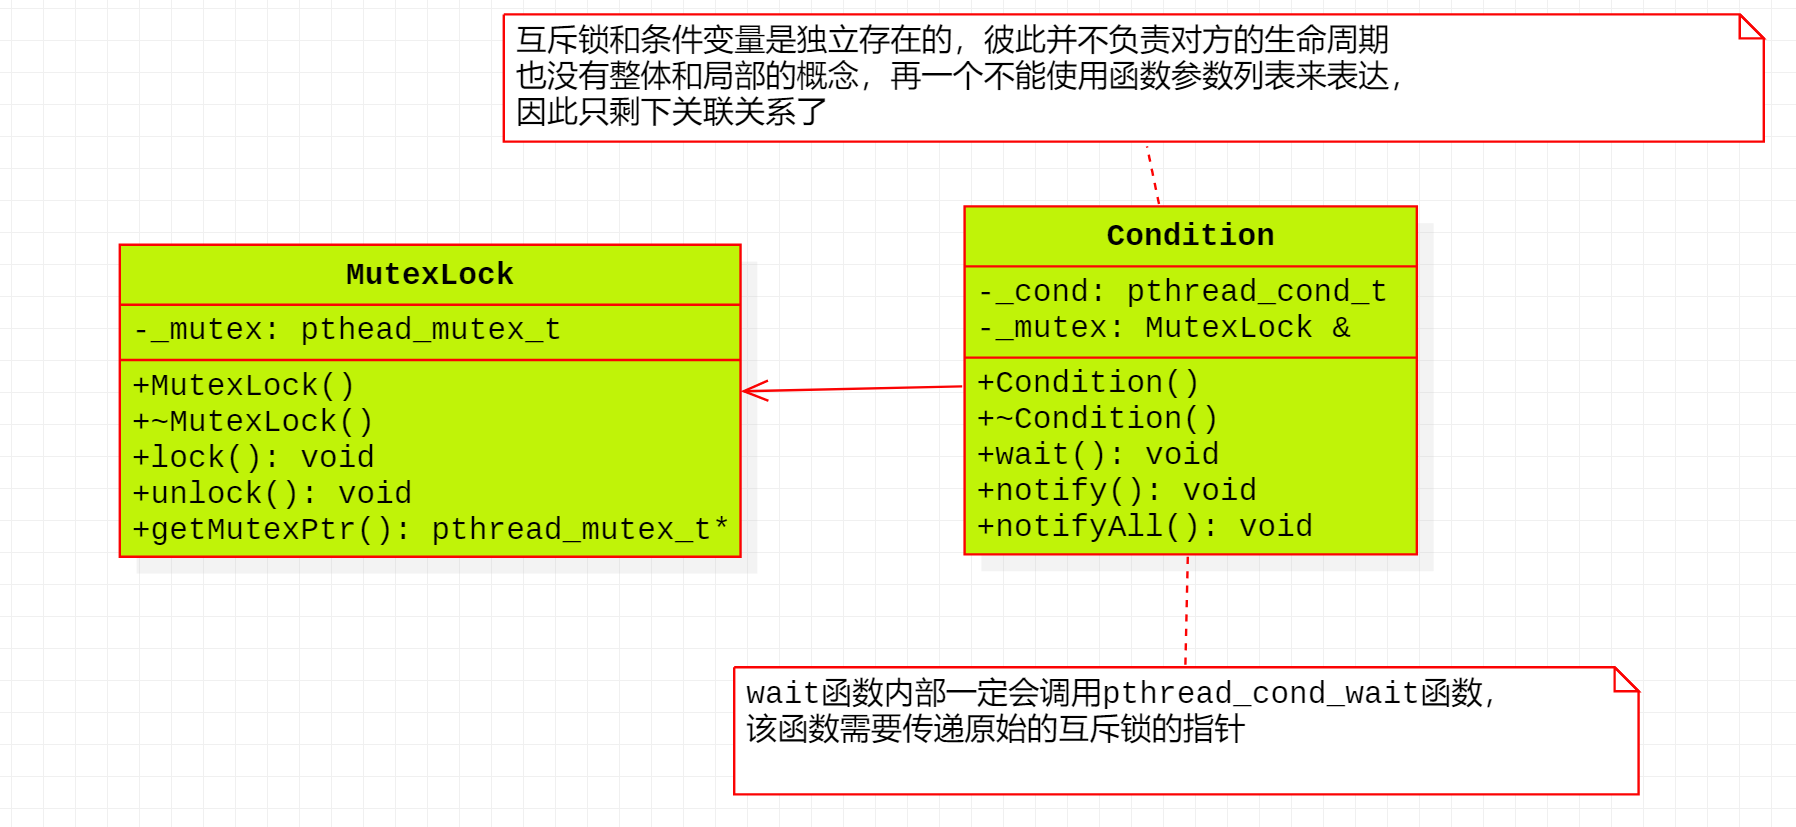 互斥锁和条件变量是独立存在的，彼此并不负责对方的生命周期
也没有整体和局部的概念，再一个不能使用函数参数列表来表达，
因此只剩下关联关系了
MutexLock
-_mutex: pthead_mutex_t
+MutexLock()
+~MutexLock()
+lock(): void
+unlock(): void
+getMutexPtr(): pthread_mutex_t*
Condition
-_cond: pthread_cond_t
-_mutex: MutexLock &
+Condition()
+~Condition()
+wait(): void
+notify(): void
+notifyAll(): void
wait函数内部一定会调用pthread_cond_wait函数，
该函数需要传递原始的互斥锁的指针